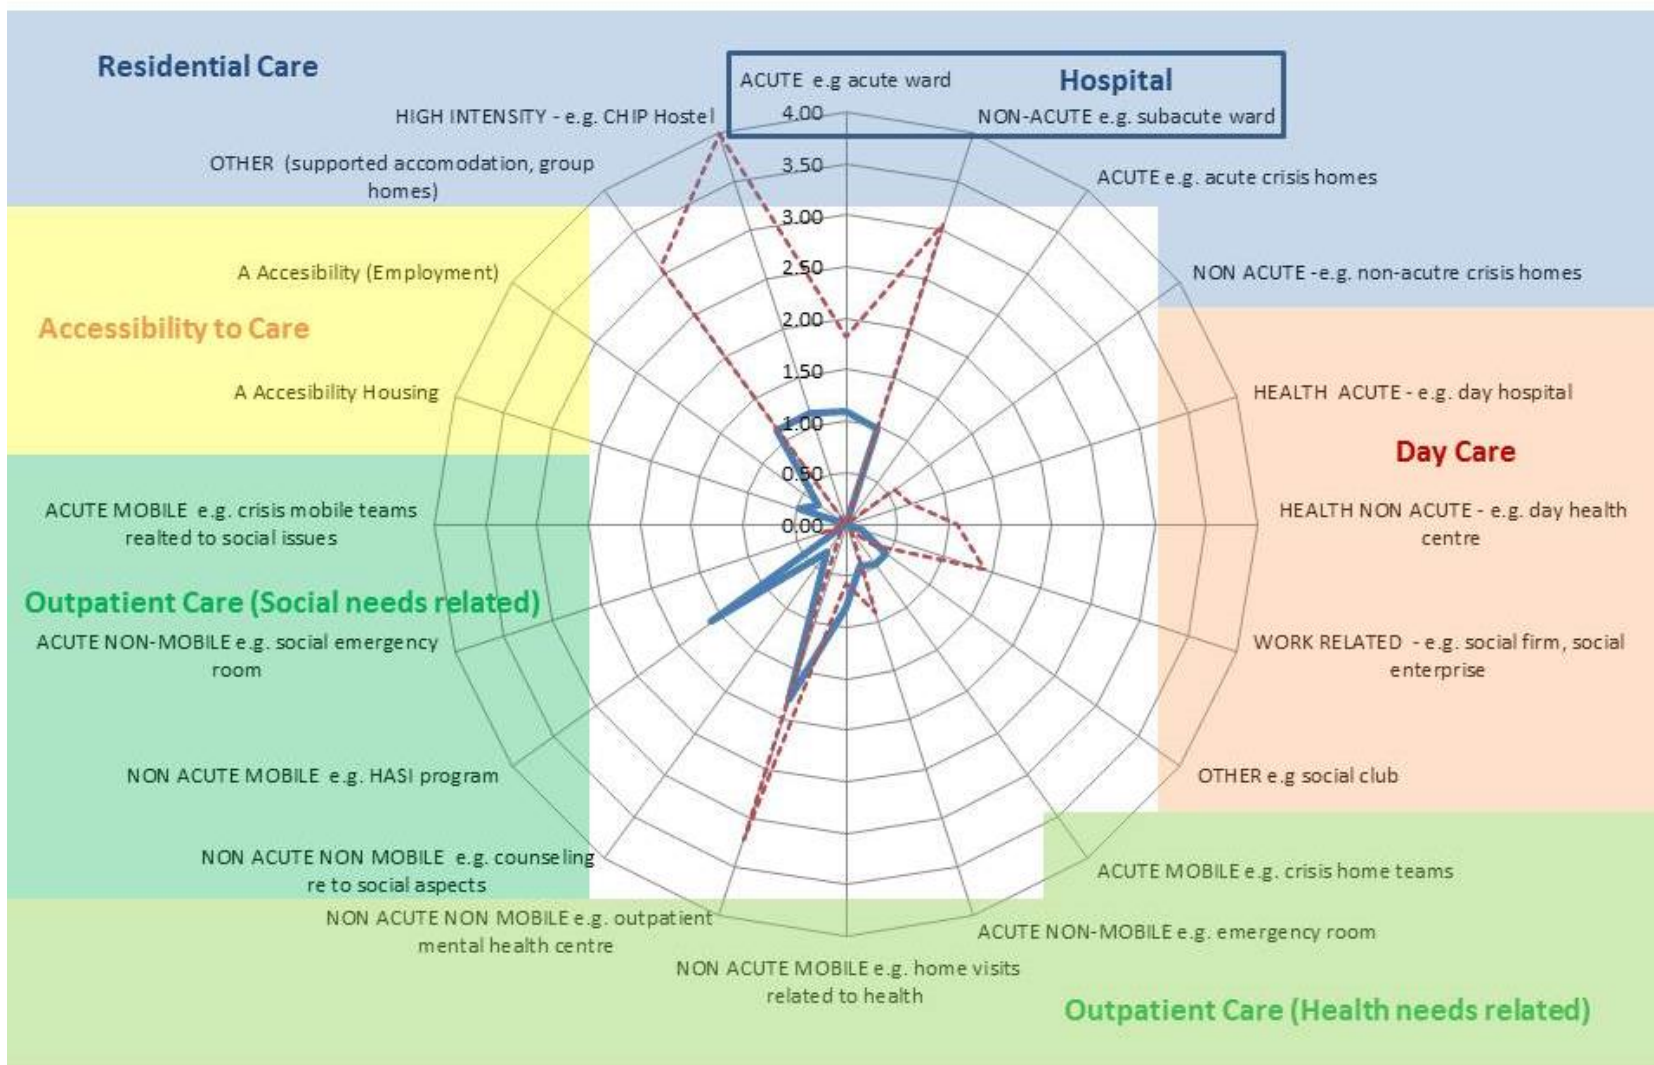 Residential Care
ACUTE e.g acute ward
Hospital
HIGH INTENSITY - e.g. CHIP Hostel
4.00
NON-ACUTE e.g. subacute ward
OTHER (supported accomodation, group
homes)
3.50
ACUTE e.g. acute crisis homes
3.00
A Accesibility (Employment)
2.50
NON ACUTE -e.g. non-acutre crisis homes
Accessibility to Care
2.00
1.50
A Accesibility Housing
HEALTH ACUTE - e.g. day hospital
1.00
Day Care
0.50
ACUTE MOBILE e.g. crisis mobile teams
realted to social issues
0.00
HEALTH NON ACUTE - e.g. day health
centre
Outpatient Care (Social needs related)
ACUTE NON-MOBILE e.g. social emergency
room
WORK RELATED - e.g. social firm, social
enterprise
NON ACUTE MOBILE e.g. HASI program
OTHER e.g social club
NON ACUTE NON MOBILE e.g. counseling
re to social aspects
ACUTE MOBILE e.g. crisis home teams
NON ACUTE NON MOBILE e.g. outpatient
mental health centre
ACUTE NON-MOBILE e.g. emergency room
NON ACUTE MOBILE e.g. home visits
related to health
Outpatient Care (Health needs related)